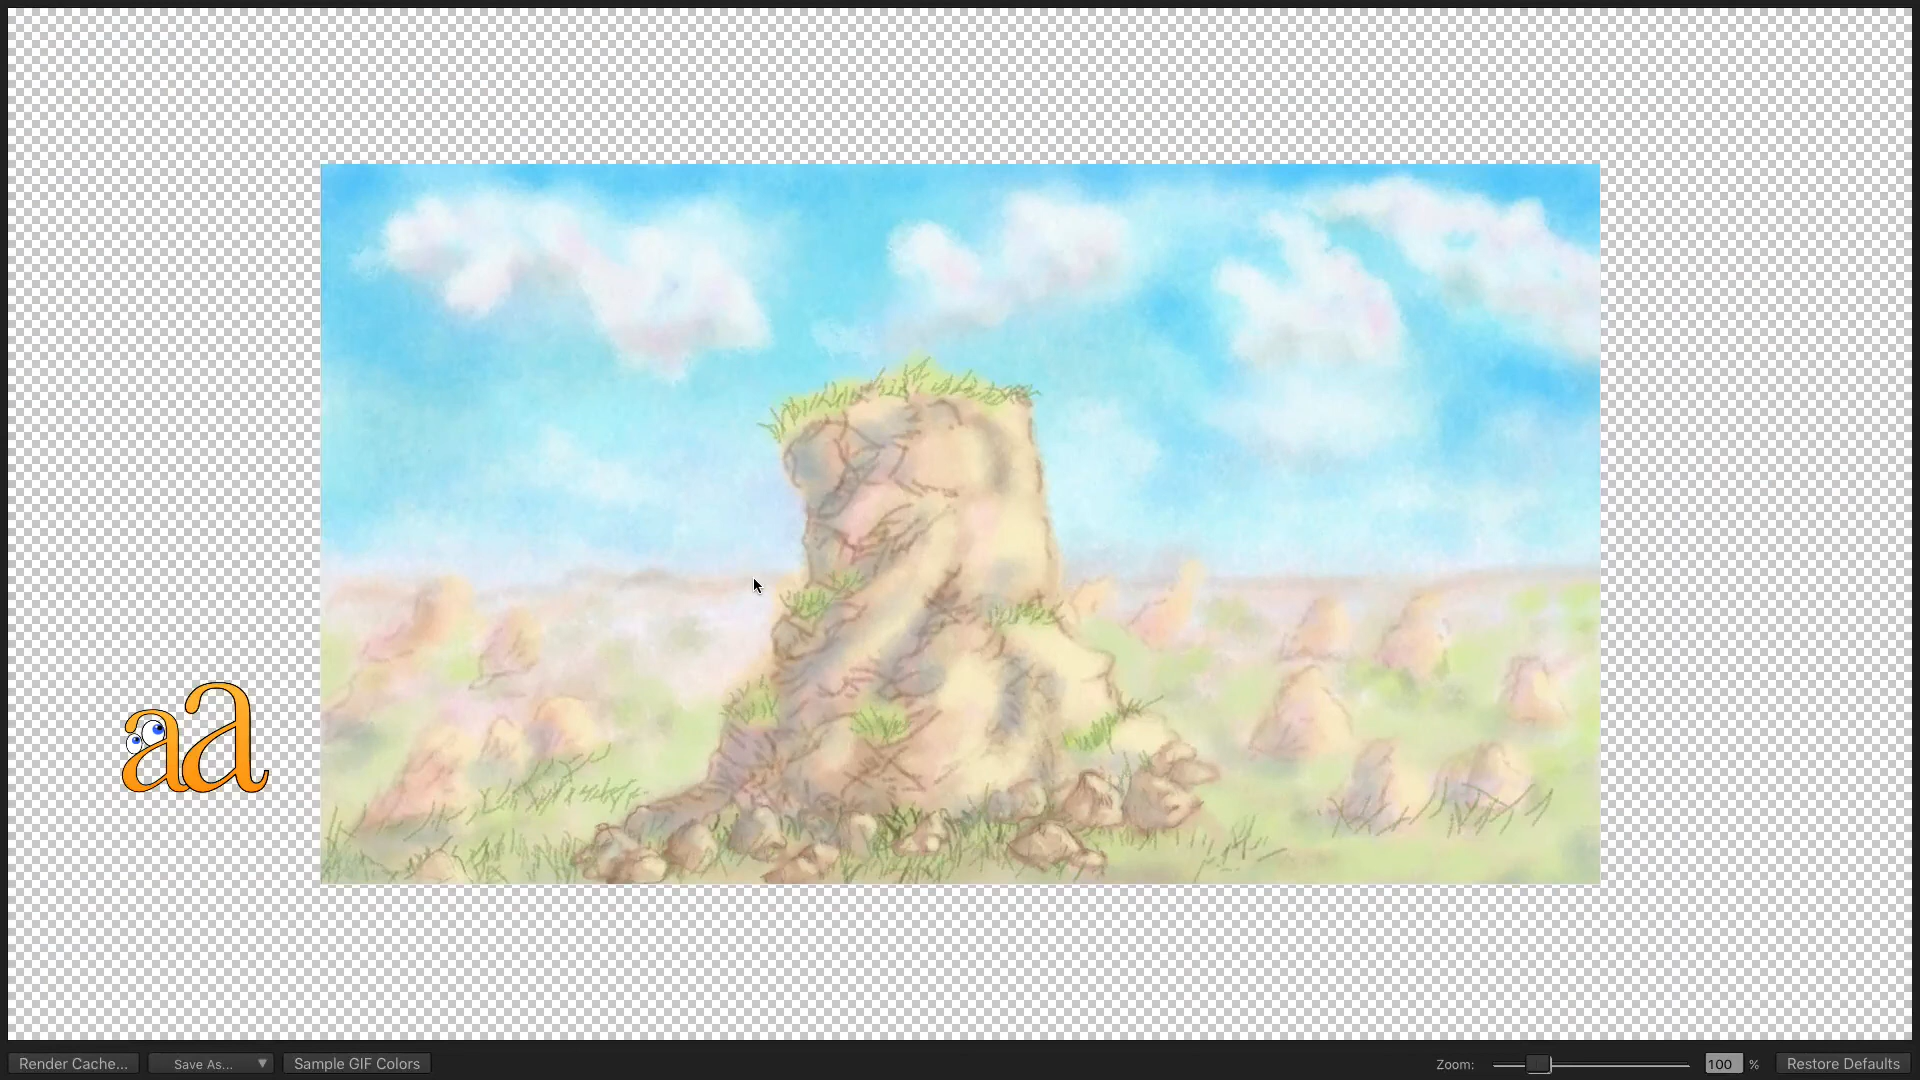 aa
Render Cache...
Save As...
Sample GIF Colors
Zoom:
100 %
Restore Defaults